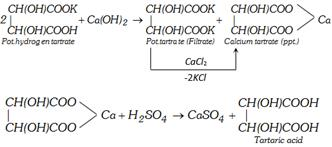 CH(OH)COOK CH(OH)COOK CH(OH)COO
2 + Ca(OH)₂ → + Ca
CH(OH)COOH CH(OH)COOK CH(OH)COO
Pot.hydrogen tartrate Pot.tartrate (Filtrate) Calcium tartrate (ppt.)
CaCl₂
-2KCl
CH(OH)COO CH(OH)COOH
Ca + H₂SO₄ → CaSO₄ +
CH(OH)COO CH(OH)COOH
Tartaric acid